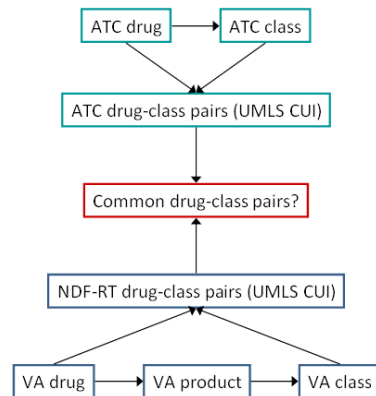 ATC drug
ATC class
ATC drug-class pairs (UMLS CUI)
Common drug-class pairs?
NDF-RT drug-class pairs (UMLS CUI)
VA drug
VA product
VA class